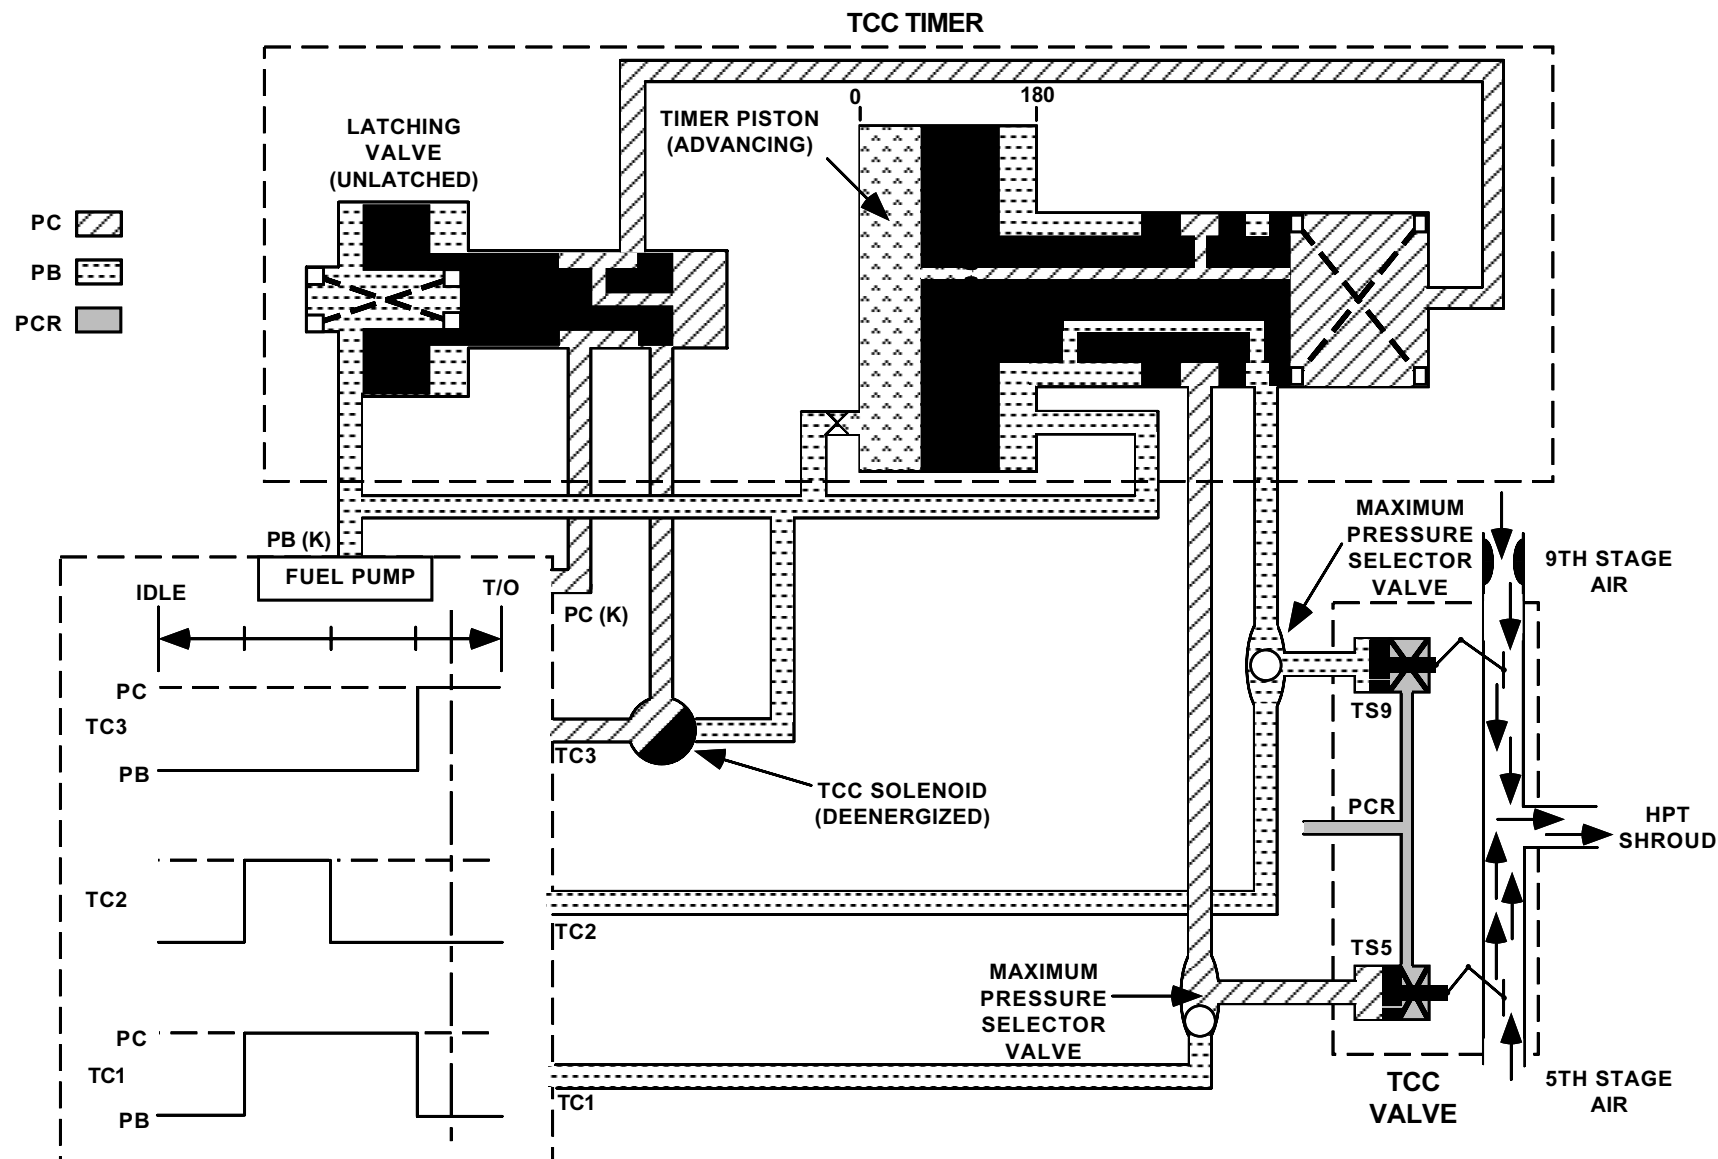 TCC TIMER
0
180
TIMER PISTON
(ADVANCING)
LATCHING
VALVE
(UNLATCHED)
PC
PB
PCR
PB (K)
FUEL PUMP
IDLE
T/O
PC (K)
MAXIMUM
PRESSURE
SELECTOR
VALVE
9TH STAGE
AIR
PC
TC3
PB
TC3
TS9
TCC SOLENOID
(DEENERGIZED)
PCR
HPT
SHROUD
TC2
TC2
TS5
MAXIMUM
PRESSURE
SELECTOR
VALVE
PC
TC1
PB
TC1
TCC
VALVE
5TH STAGE
AIR